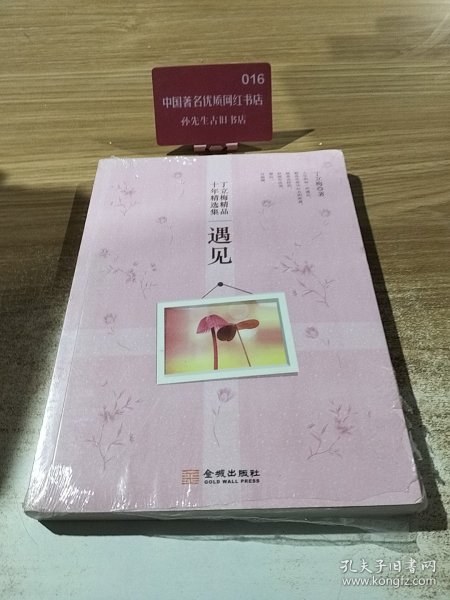 016
中国著名优质网红书店
孙先生古旧书店
丁立梅 著
丁立梅精品
十年精选集
遇见
金城出版社
GOLD WALL PRESS
孔夫子旧书网
www.kongfz.com